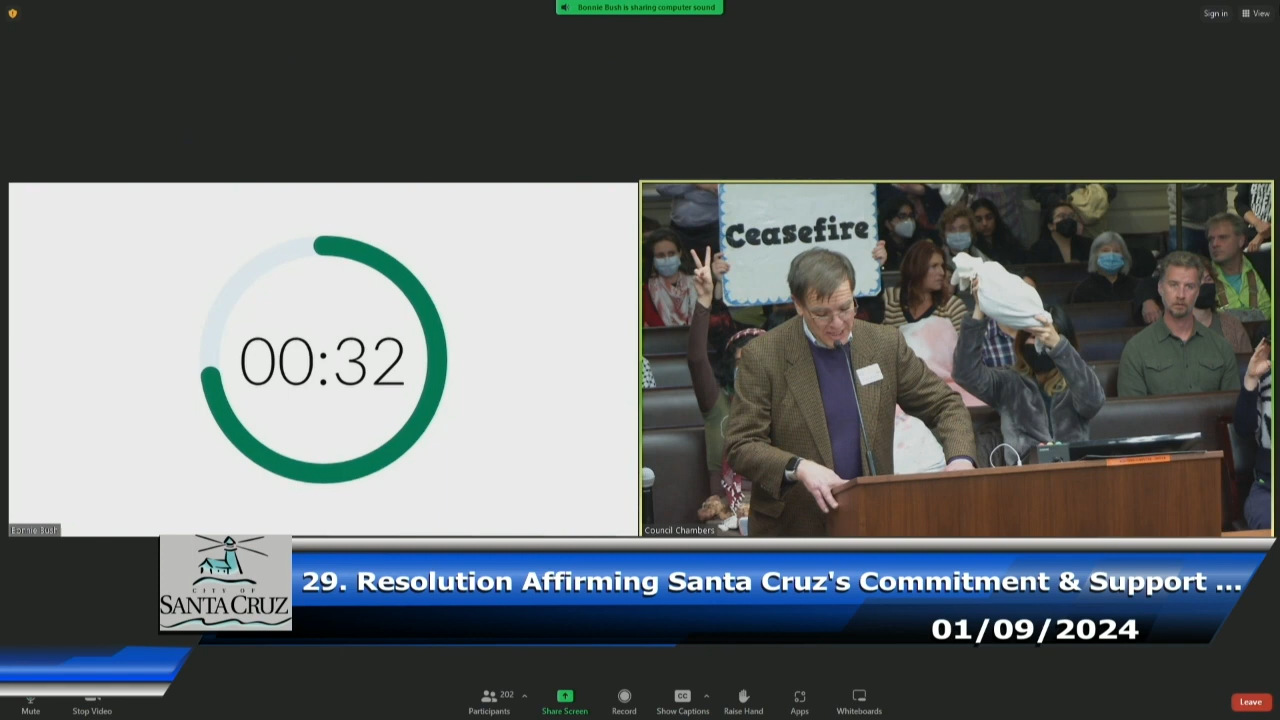 Bonnie Bush is sharing computer sound
Sign in
View
Ceasefire
00:32
Bonnie Bush
Council Chambers
CITY OF
SANTA CRUZ
29. Resolution Affirming Santa Cruz's Commitment & Support ...
01/09/2024
Mute
Stop Video
Participants
202
Share Screen
CC
Record
Show Captions
Raise Hand
Apps
Whiteboards
Leave